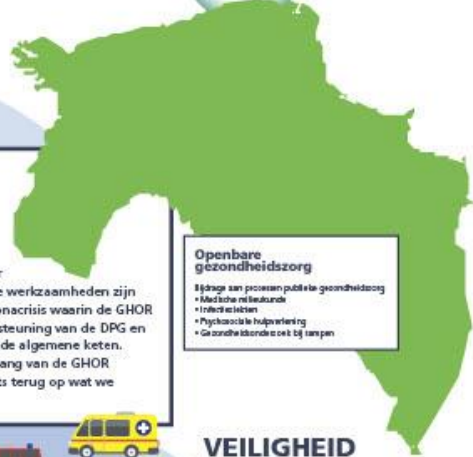 e werkzaamheden zijn
onacrisis waarin de GHOR
steuning van de DPG en
de algemene keten.
ang van de GHOR
ts terug op wat we
Openbare
gezondheidszorg
Bijdrage aan processen publieke gezondheidszorg
• Medische milieukunde
• Infectieziekten
• Psychosociale hulpverlening
• Gezondheidsonderzoek bij rampen
VEILIGHEID